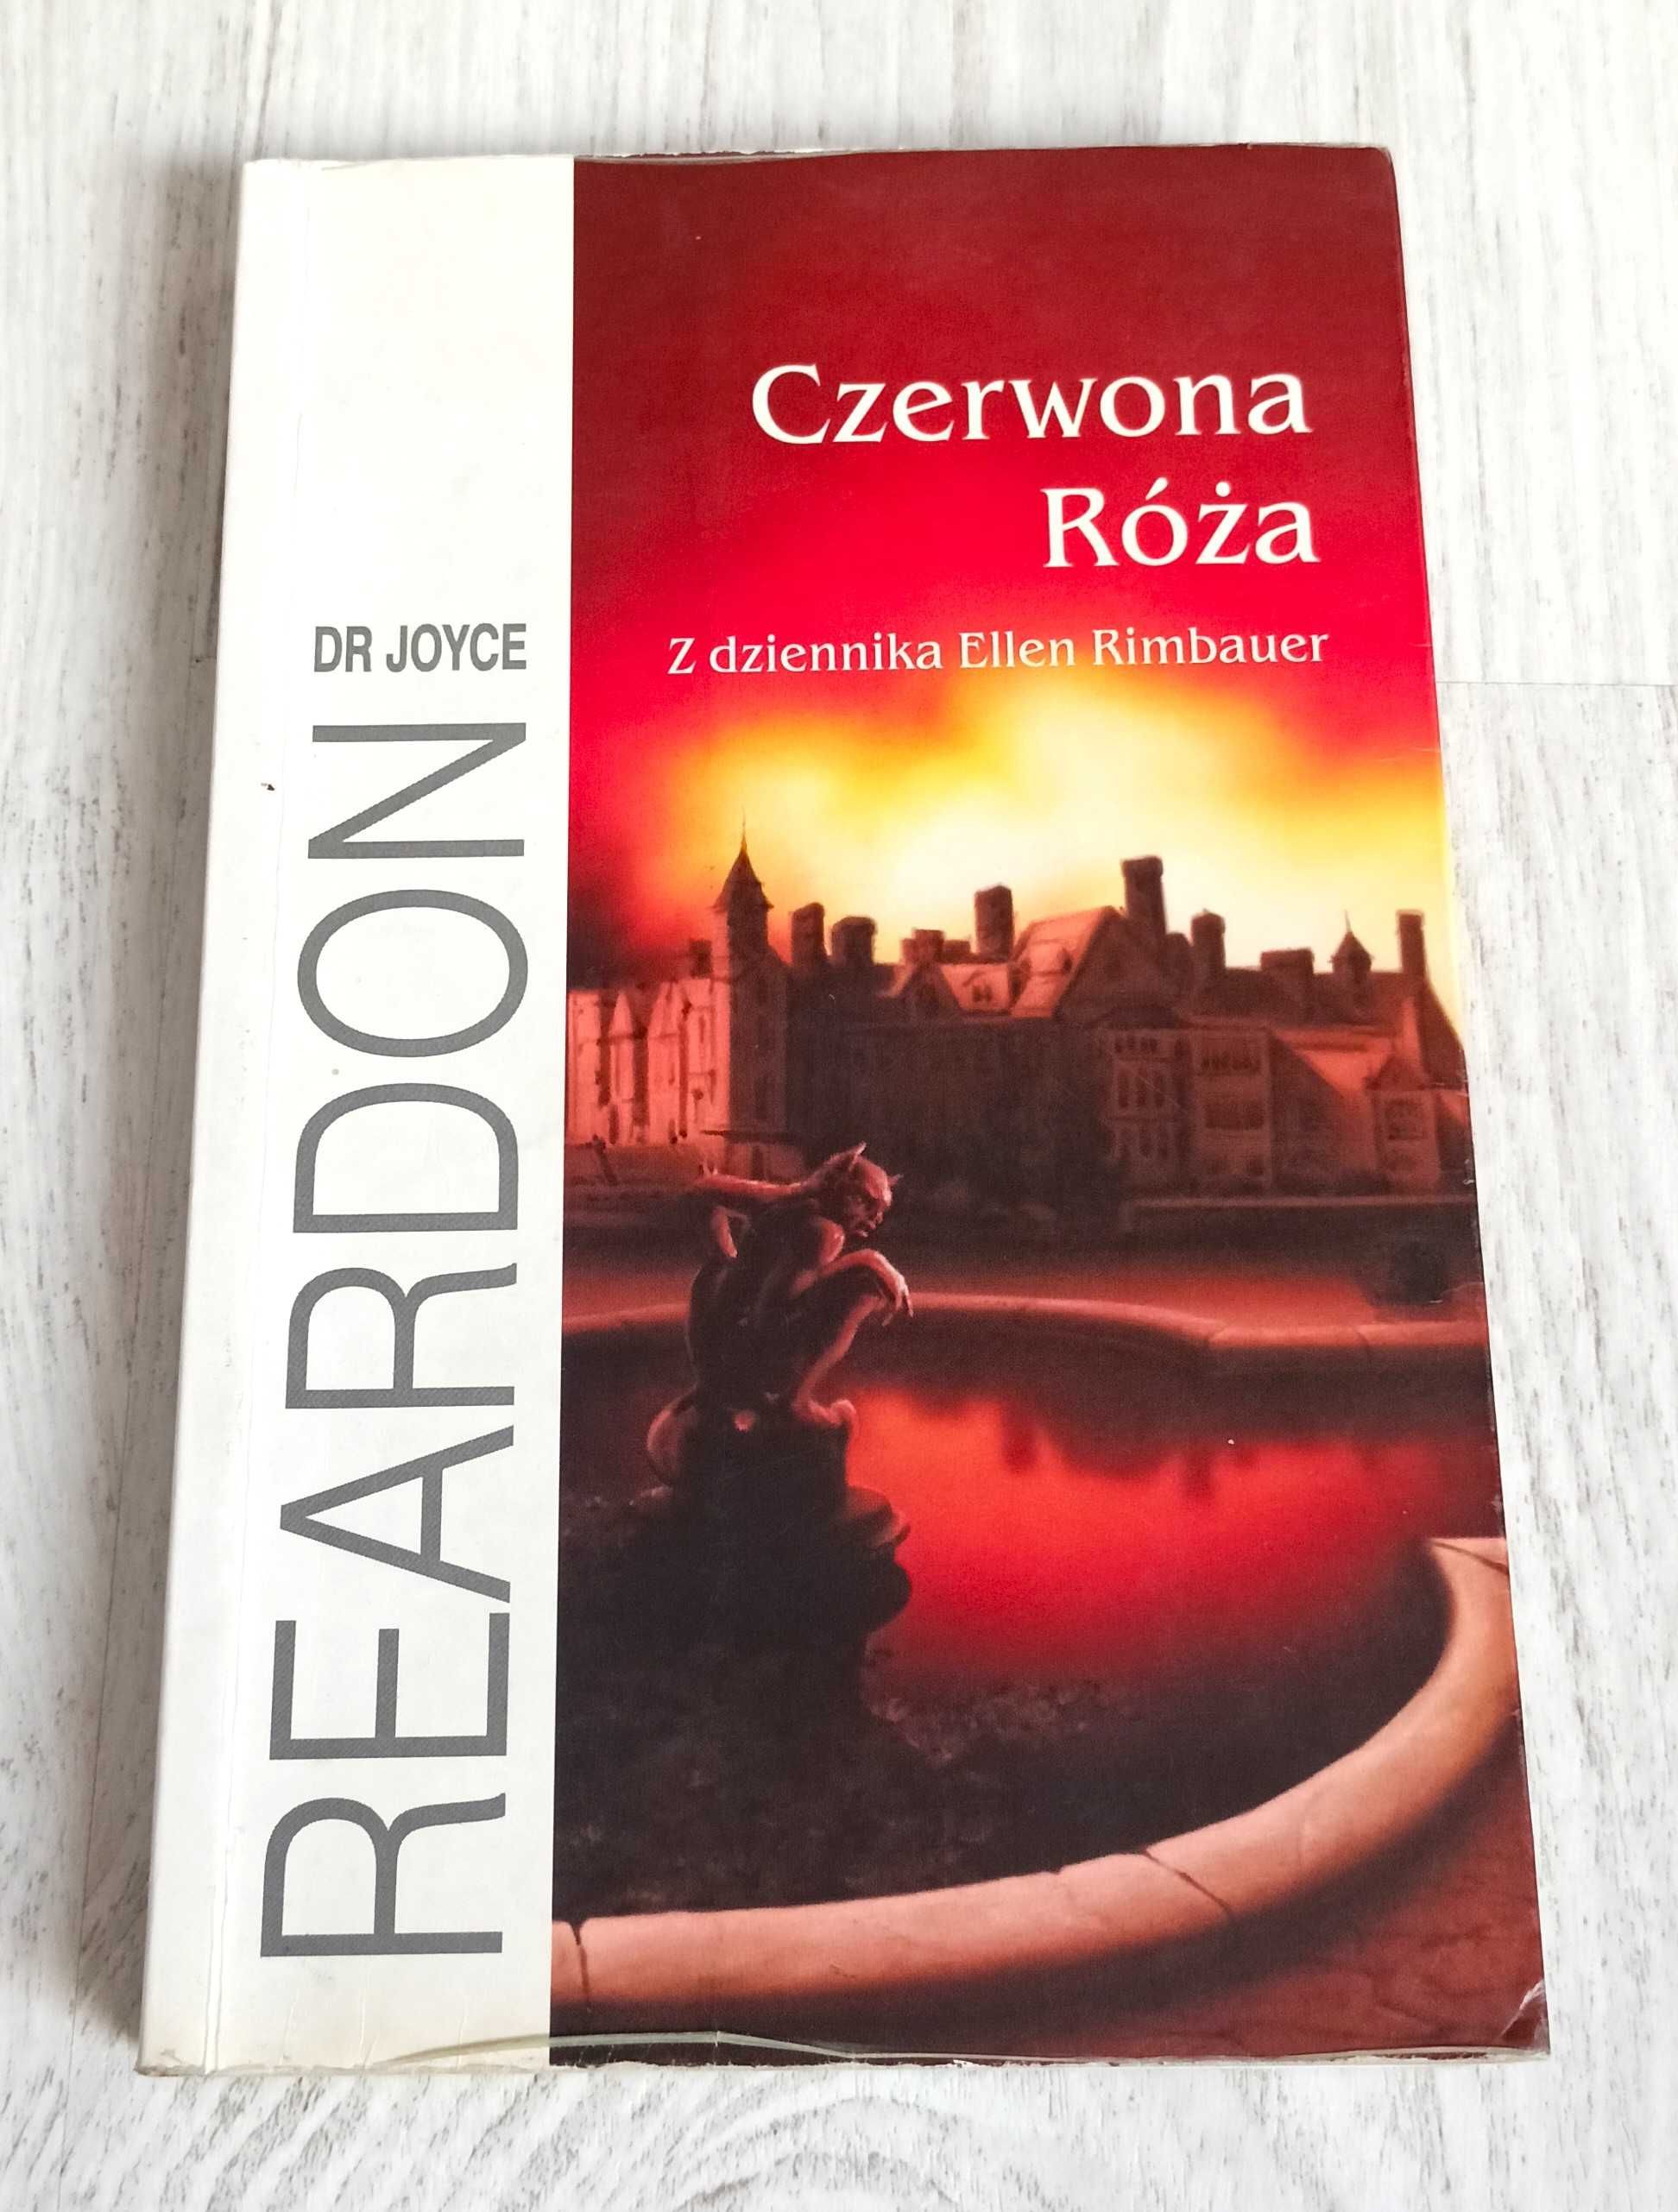 DR JOYCE
REARDON
Czerwona
Róża
Z dziennika Ellen Rimbauer